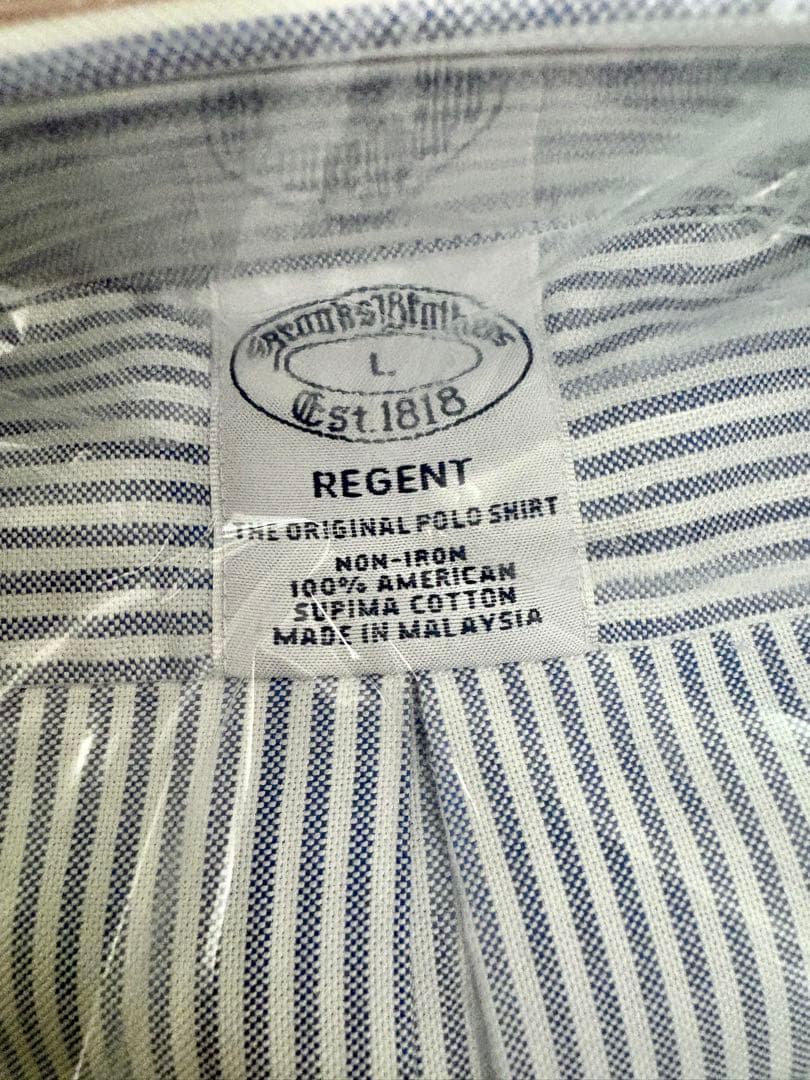 Brooks Brothers
L.
Est. 1818
REGENT
THE ORIGINAL POLO SHIRT
NON-IRON
100% AMERICAN
SUPIMA COTTON
MADE IN MALAYSIA